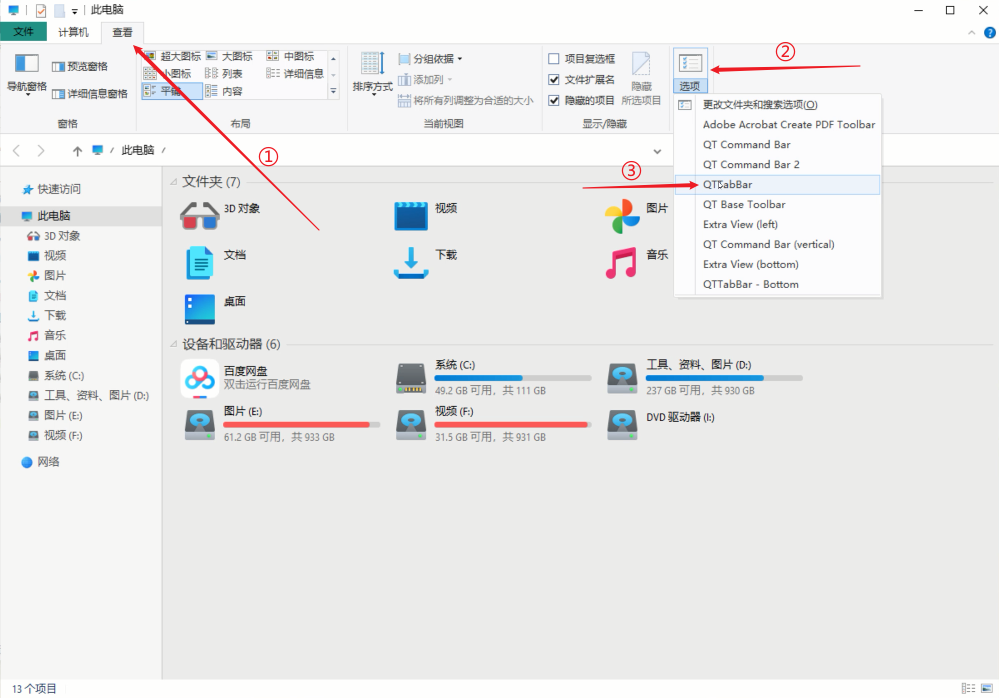 此电脑
文件 计算机 查看
②
导航窗格 预览窗格 详细信息窗格
窗格
超大图标 大图标 中图标
小图标 列表 详细信息
平铺 内容
布局
排序方式 分组依据
添加列
将所有列调整为合适的大小
当前视图
项目复选框
文件扩展名
隐藏的项目
隐藏
所选项目
显示/隐藏
选项
更改文件夹和搜索选项(O)
Adobe Acrobat Create PDF Toolbar
QT Command Bar
QT Command Bar 2
QTTabBar
QT Base Toolbar
Extra View (left)
QT Command Bar (vertical)
Extra View (bottom)
QTTabBar - Bottom
①
③
此电脑
快速访问
此电脑
3D 对象
视频
图片
文档
下载
音乐
桌面
系统 (C:)
工具、资料、图片 (D:)
图片 (E:)
视频 (F:)
网络
文件夹 (7)
3D 对象 视频 图片
文档 下载 音乐
桌面
设备和驱动器 (6)
百度网盘
双击运行百度网盘
系统 (C:)
49.2 GB 可用，共 111 GB
工具、资料、图片 (D:)
237 GB 可用，共 930 GB
图片 (E:)
61.2 GB 可用，共 933 GB
视频 (F:)
31.5 GB 可用，共 931 GB
DVD 驱动器 (I:)
13 个项目